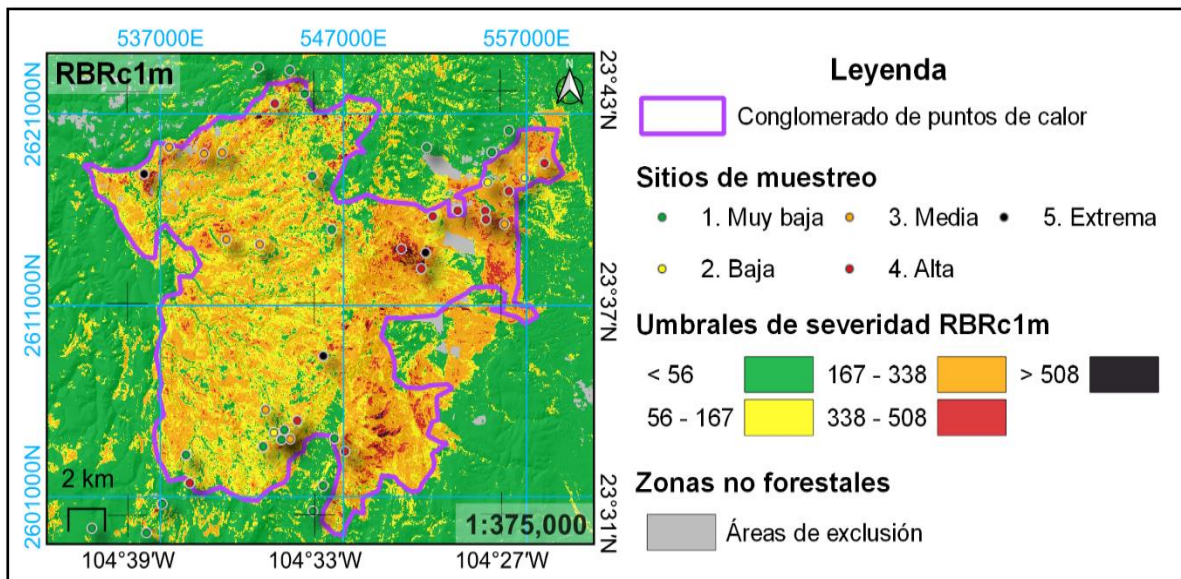 537000E 547000E 557000E
RBRc1m
N
2621000N
2611000N
2601000N
23°43'N
23°37'N
23°31'N
2 km
1:375,000
104°39'W 104°33'W 104°27'W
Leyenda
Conglomerado de puntos de calor
Sitios de muestreo
1. Muy baja 3. Media 5. Extrema
2. Baja 4. Alta
Umbrales de severidad RBRc1m
< 56 167 - 338 > 508
56 - 167 338 - 508
Zonas no forestales
Áreas de exclusión